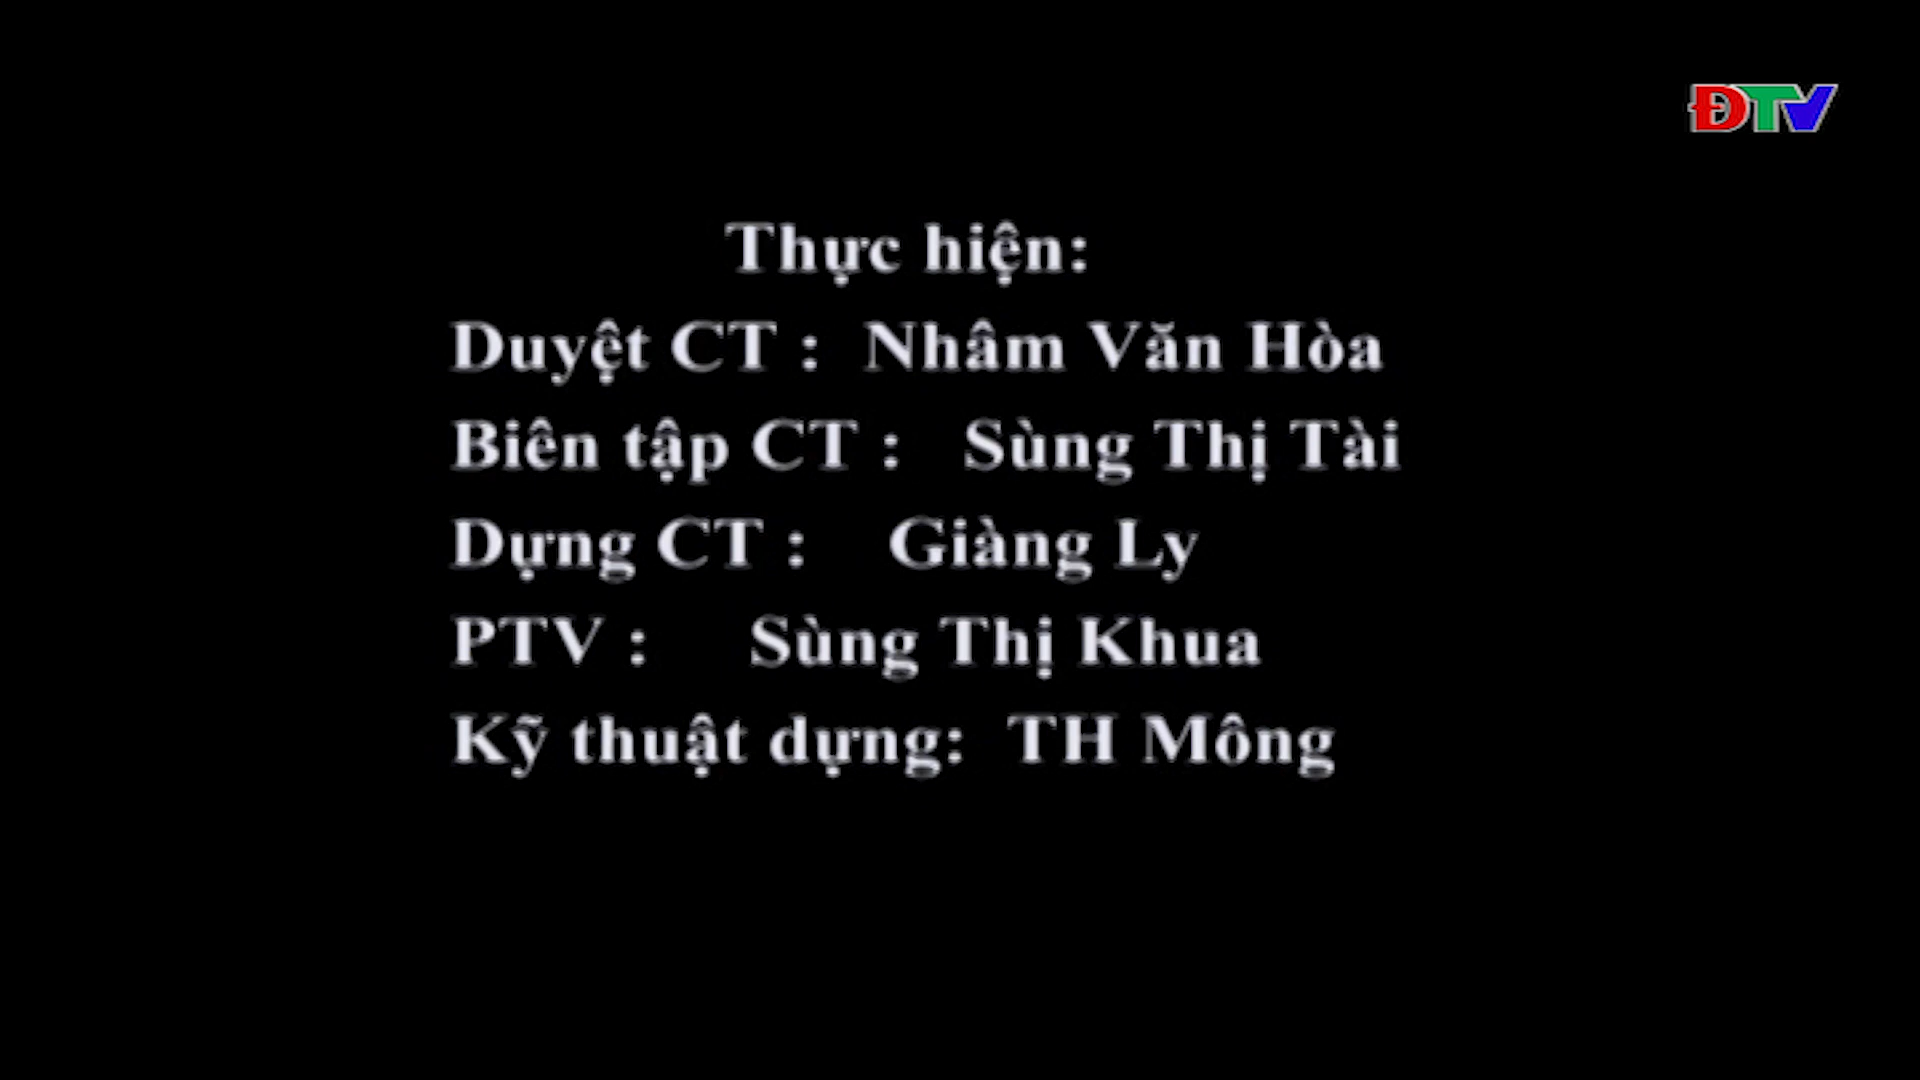 ĐTV
Thực hiện:
Duyệt CT : Nhâm Văn Hòa
Biên tập CT : Sùng Thị Tài
Dựng CT : Giàng Ly
PTV : Sùng Thị Khua
Kỹ thuật dựng: TH Mông